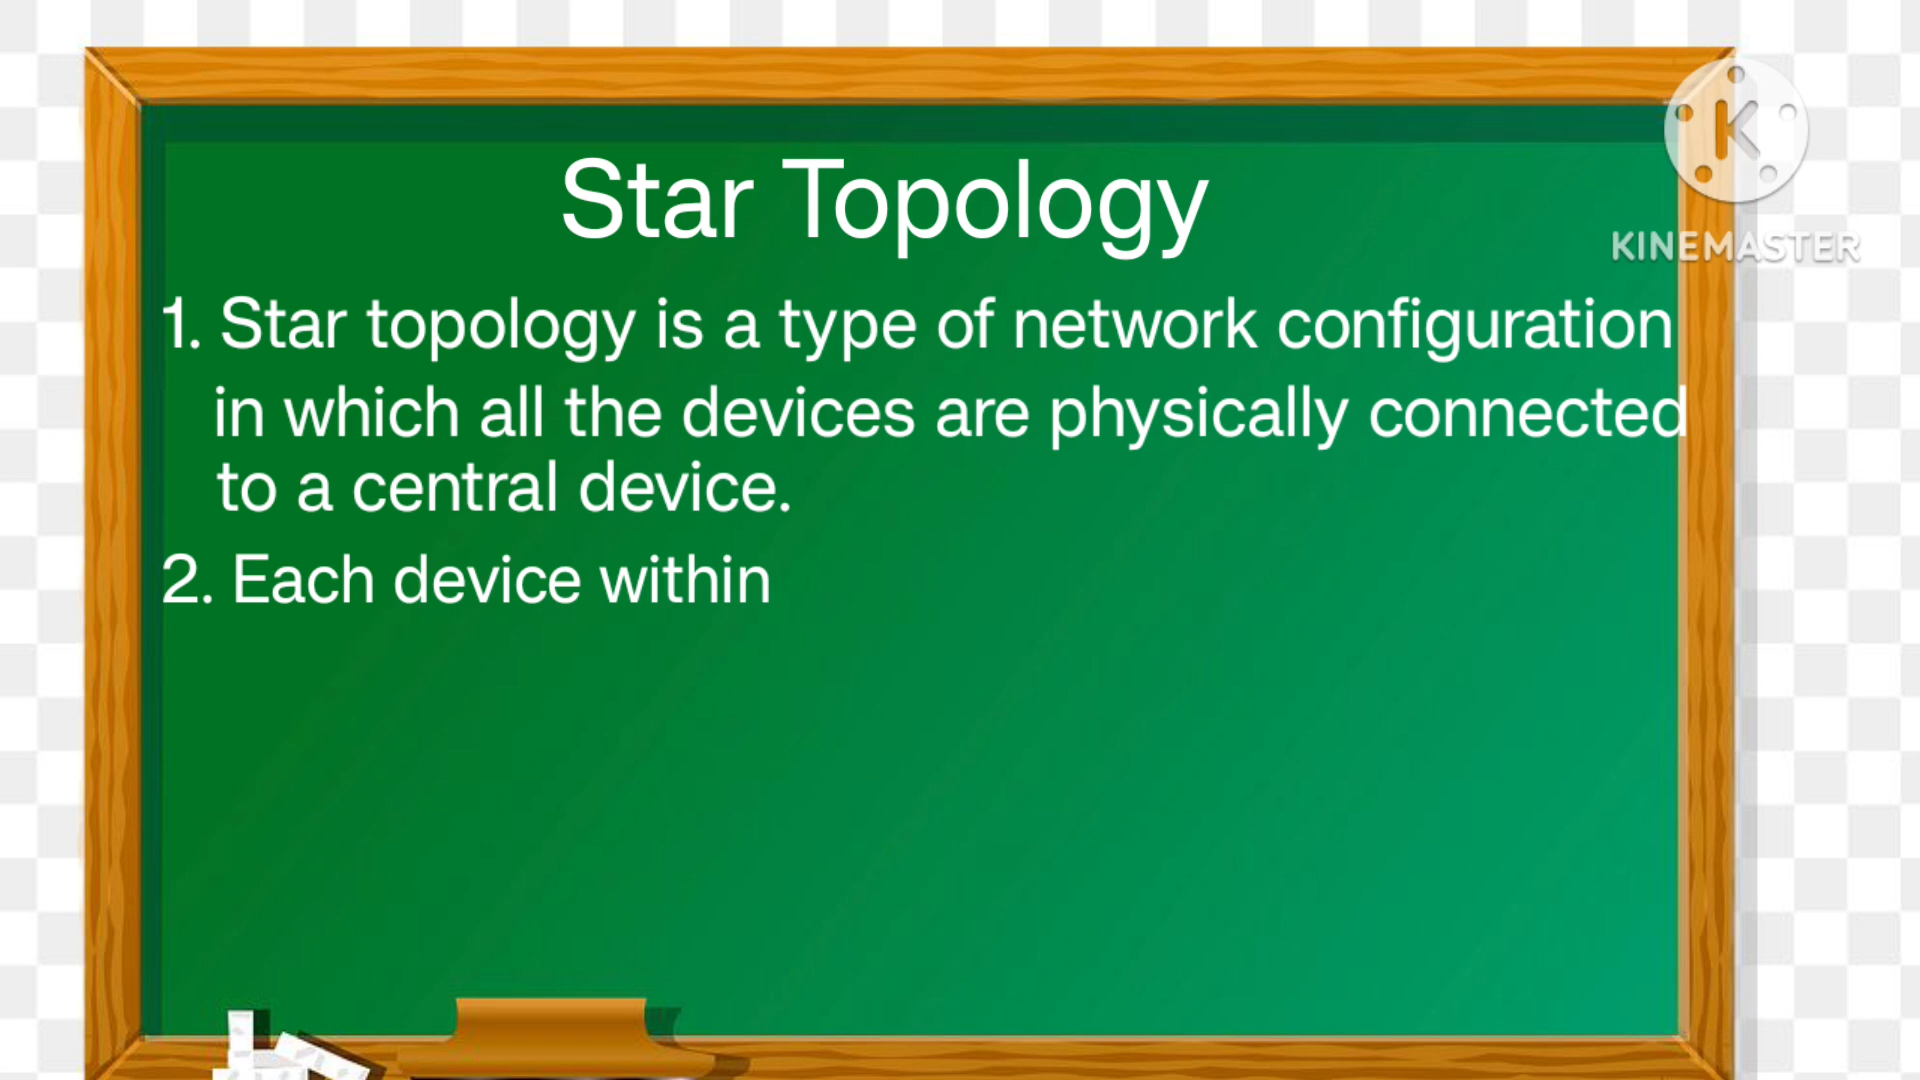 Star Topology
1. Star topology is a type of network configuration
in which all the devices are physically connected
to a central device.
2. Each device within
K
KINEMASTER